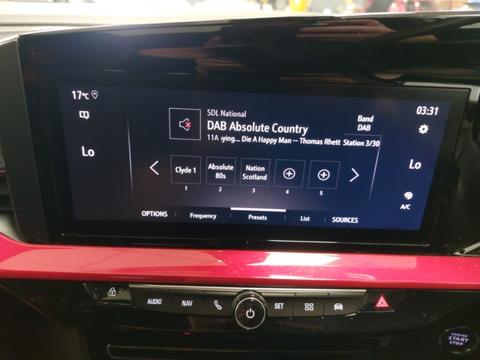 17°C
03:31
SDL National
DAB Absolute Country
Band
DAB
11A ying... Die A Happy Man -- Thomas Rhett Station 3/30
Lo
Lo
Clyde 1
Absolute 80s
Nation Scotland
1
2
3
4
5
A/C
OPTIONS
Frequency
Presets
List
SOURCES
AUDIO
NAV
SET
ENGINE
START
STOP